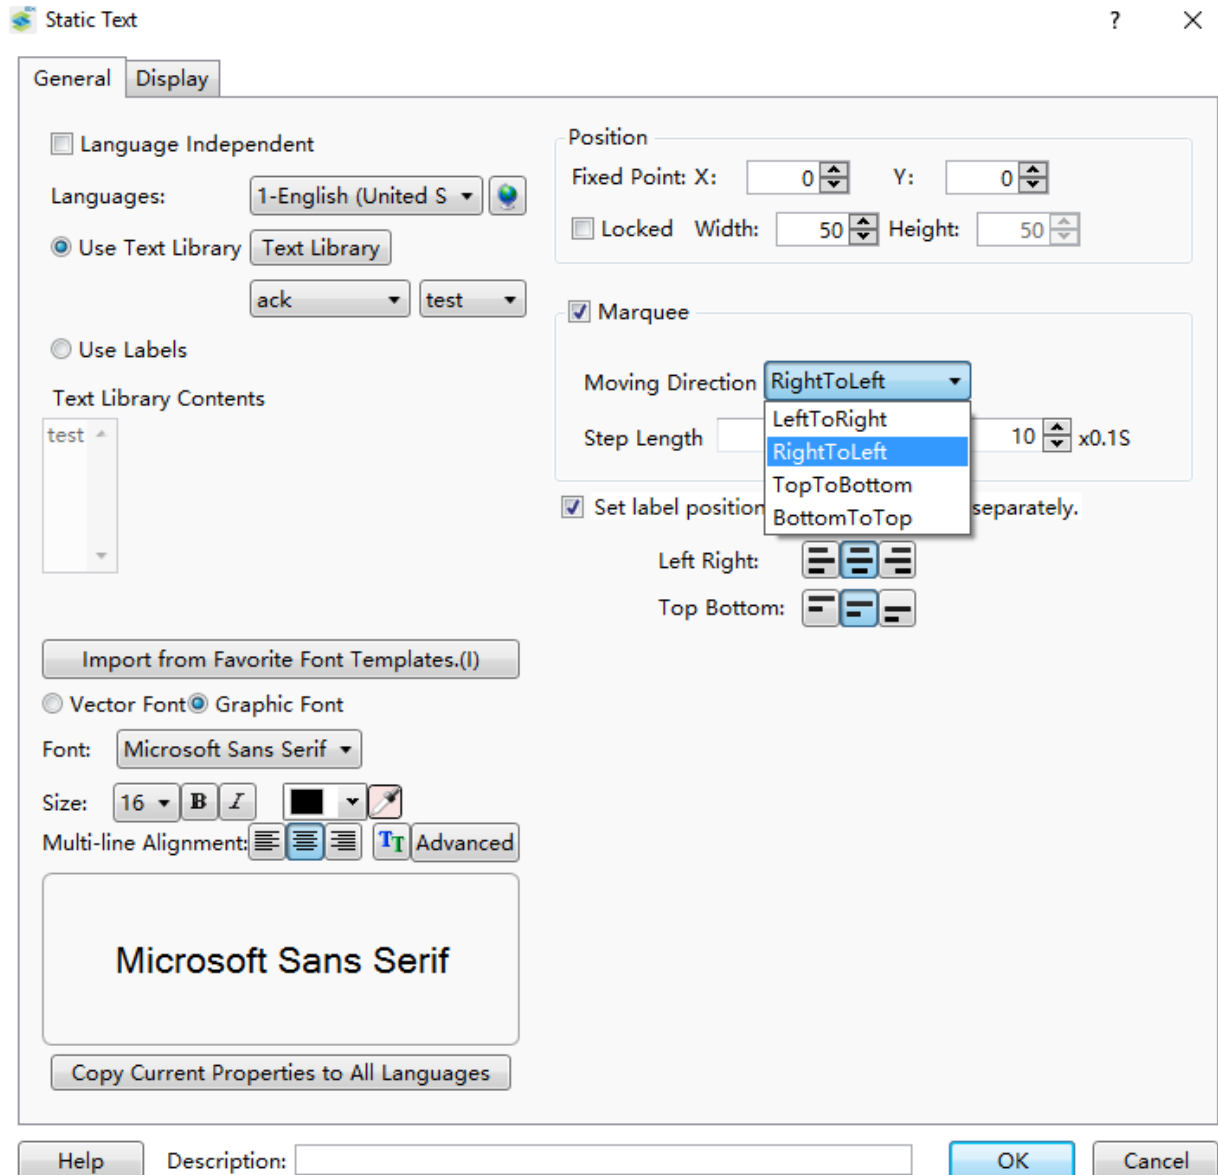 Static Text
?
General Display
Language Independent
Languages: 1-English (United S
Use Text Library Text Library
ack test
Use Labels
Text Library Contents
test
Import from Favorite Font Templates.(I)
Vector Font Graphic Font
Font: Microsoft Sans Serif
Size: 16 B I
Multi-line Alignment: TT Advanced
Microsoft Sans Serif
Copy Current Properties to All Languages
Position
Fixed Point: X: 0 Y: 0
Locked Width: 50 Height: 50
Marquee
Moving Direction RightToLeft
LeftToRight
Step Length 10 x0.1S
RightToLeft
TopToBottom
Set label position separately.
BottomToTop
Left Right:
Top Bottom:
Help Description: OK Cancel